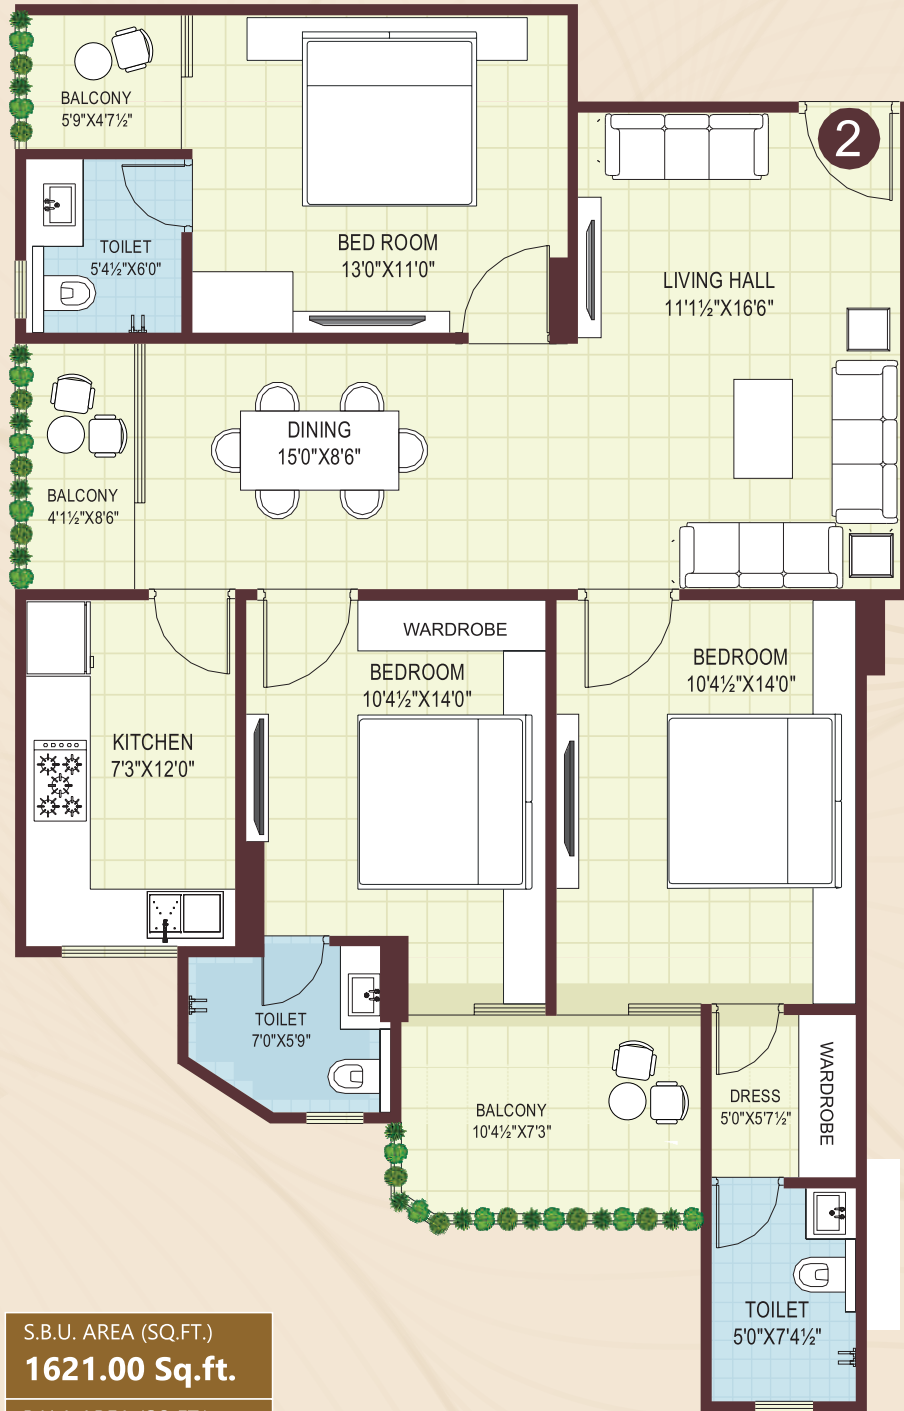 BALCONY
5'9"X4'7½"
2
TOILET
5'4½"X6'0"
BED ROOM
13'0"X11'0"
LIVING HALL
11'1½"X16'6"
DINING
15'0"X8'6"
BALCONY
4'1½"X8'6"
WARDROBE
BEDROOM
10'4½"X14'0"
BEDROOM
10'4½"X14'0"
KITCHEN
7'3"X12'0"
TOILET
7'0"X5'9"
BALCONY
10'4½"X7'3"
DRESS
5'0"X5'7½"
WARDROBE
TOILET
5'0"X7'4½"
S.B.U. AREA (SQ.FT.)
1621.00 Sq.ft.